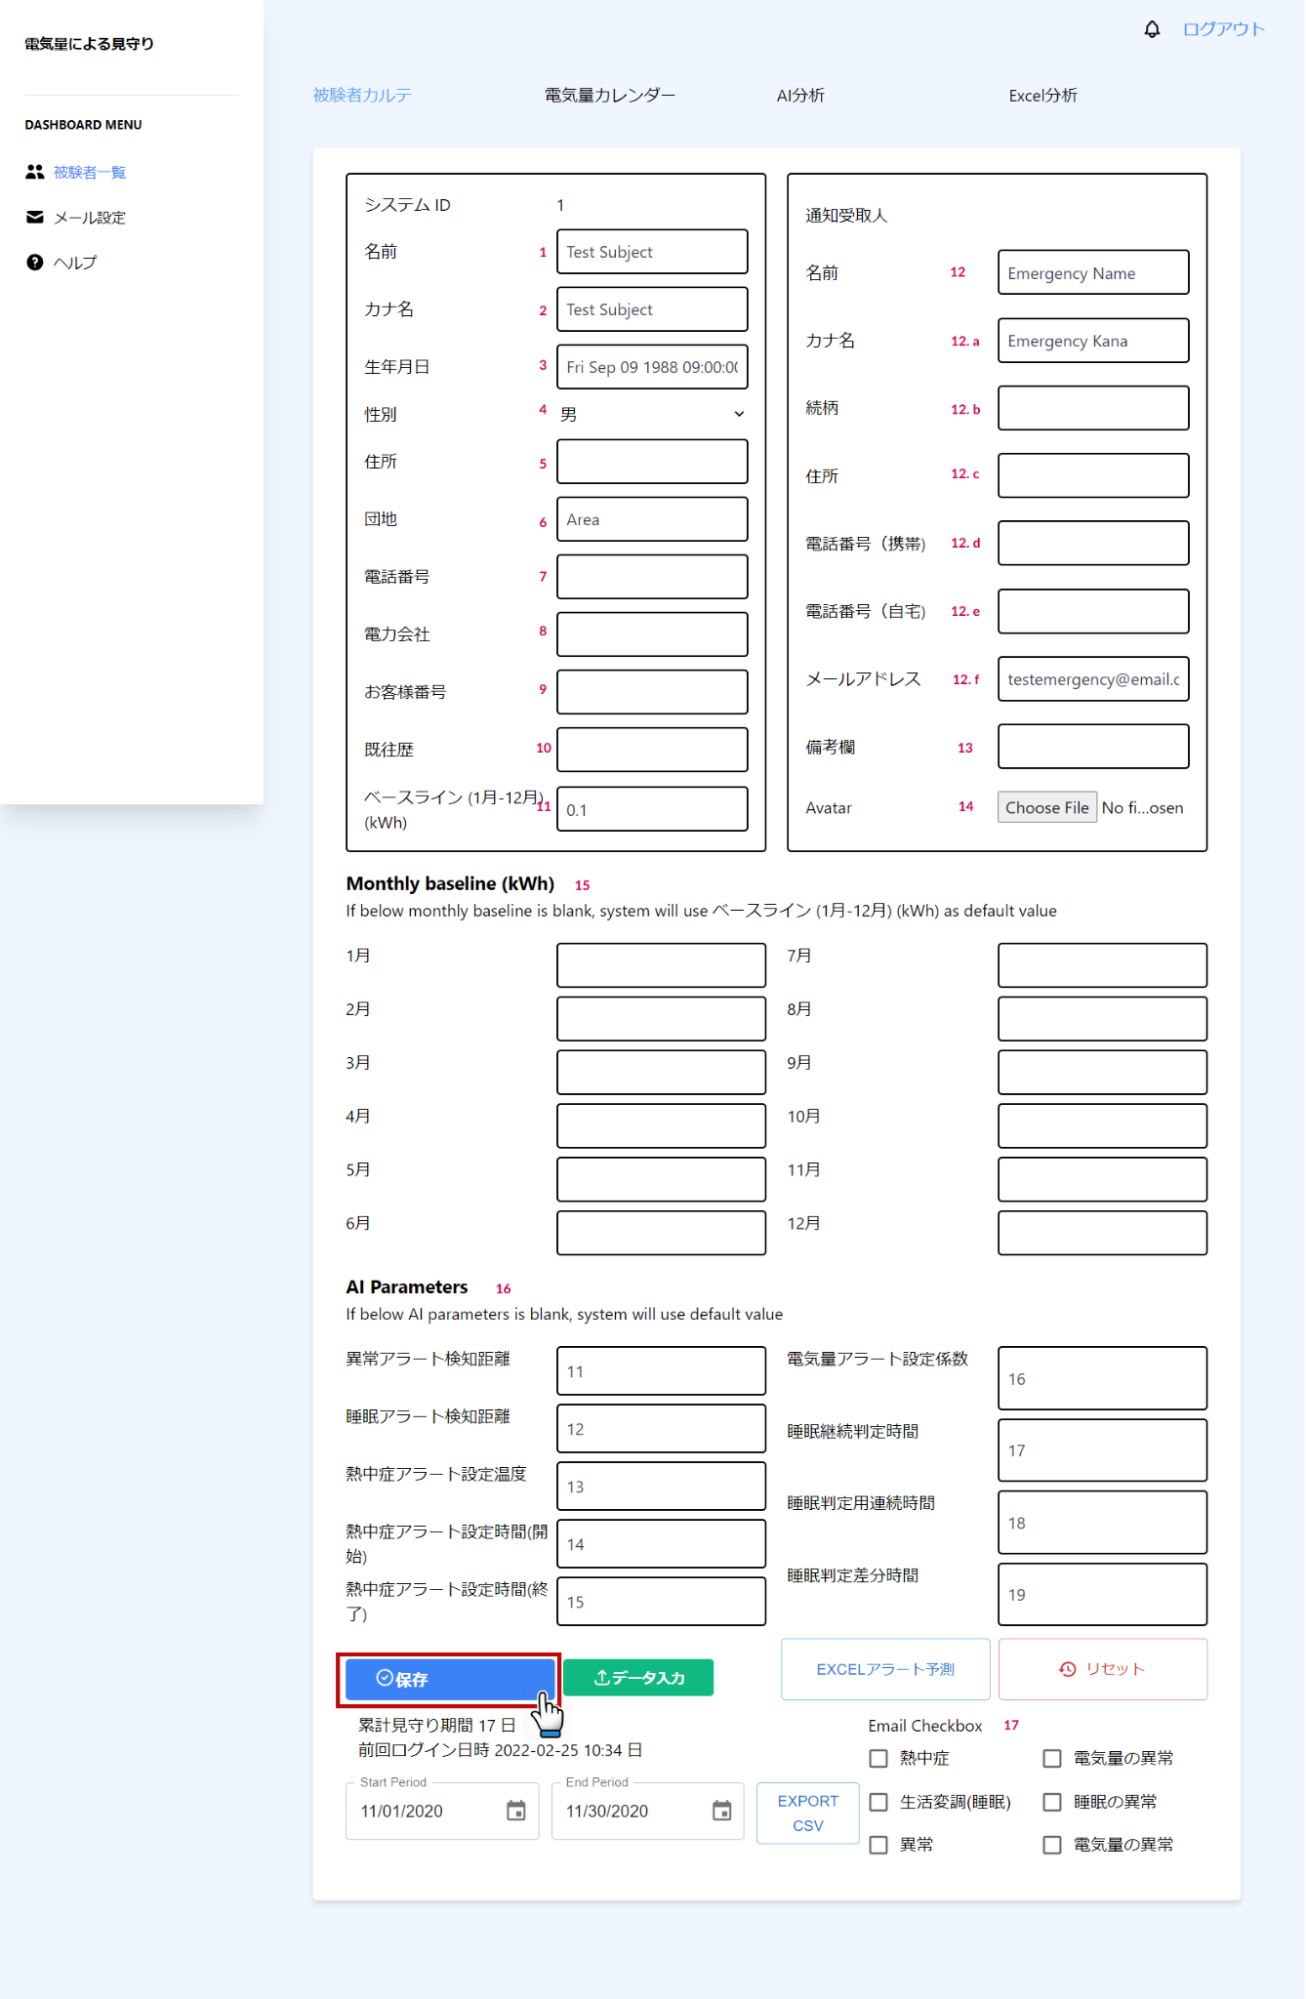 電気量による見守り
DASHBOARD MENU
被験者一覧
メール設定
ヘルプ
ログアウト
被験者カルテ 電気量カレンダー AI分析 Excel分析
システム ID 1
名前 1 Test Subject
カナ名 2 Test Subject
生年月日 3 Fri Sep 09 1988 09:00:0(
性別 4 男
住所 5
団地 6 Area
電話番号 7
電力会社 8
お客様番号 9
既往歴 10
ベースライン (1月-12月) 11 0.1
(kWh)
通知受取人
名前 12 Emergency Name
カナ名 12. a Emergency Kana
続柄 12. b
住所 12. c
電話番号（携帯) 12. d
電話番号（自宅) 12. e
メールアドレス 12. f testemergency@email.c
備考欄 13
Avatar 14 Choose File No fi...osen
Monthly baseline (kWh) 15
If below monthly baseline is blank, system will use ベースライン (1月-12月) (kWh) as default value
1月 7月
2月 8月
3月 9月
4月 10月
5月 11月
6月 12月
AI Parameters 16
If below AI parameters is blank, system will use default value
異常アラート検知距離 11
睡眠アラート検知距離 12
熱中症アラート設定温度 13
熱中症アラート設定時間(開 14
始)
熱中症アラート設定時間(終 15
了)
電気量アラート設定係数 16
睡眠継続判定時間 17
睡眠判定用連続時間 18
睡眠判定差分時間 19
保存 データ入力 EXCELアラート予測 リセット
累計見守り期間 17 日
前回ログイン日時 2022-02-25 10:34 日
Start Period End Period
11/01/2020 11/30/2020
EXPORT
CSV
Email Checkbox 17
熱中症 電気量の異常
生活変調(睡眠) 睡眠の異常
異常 電気量の異常